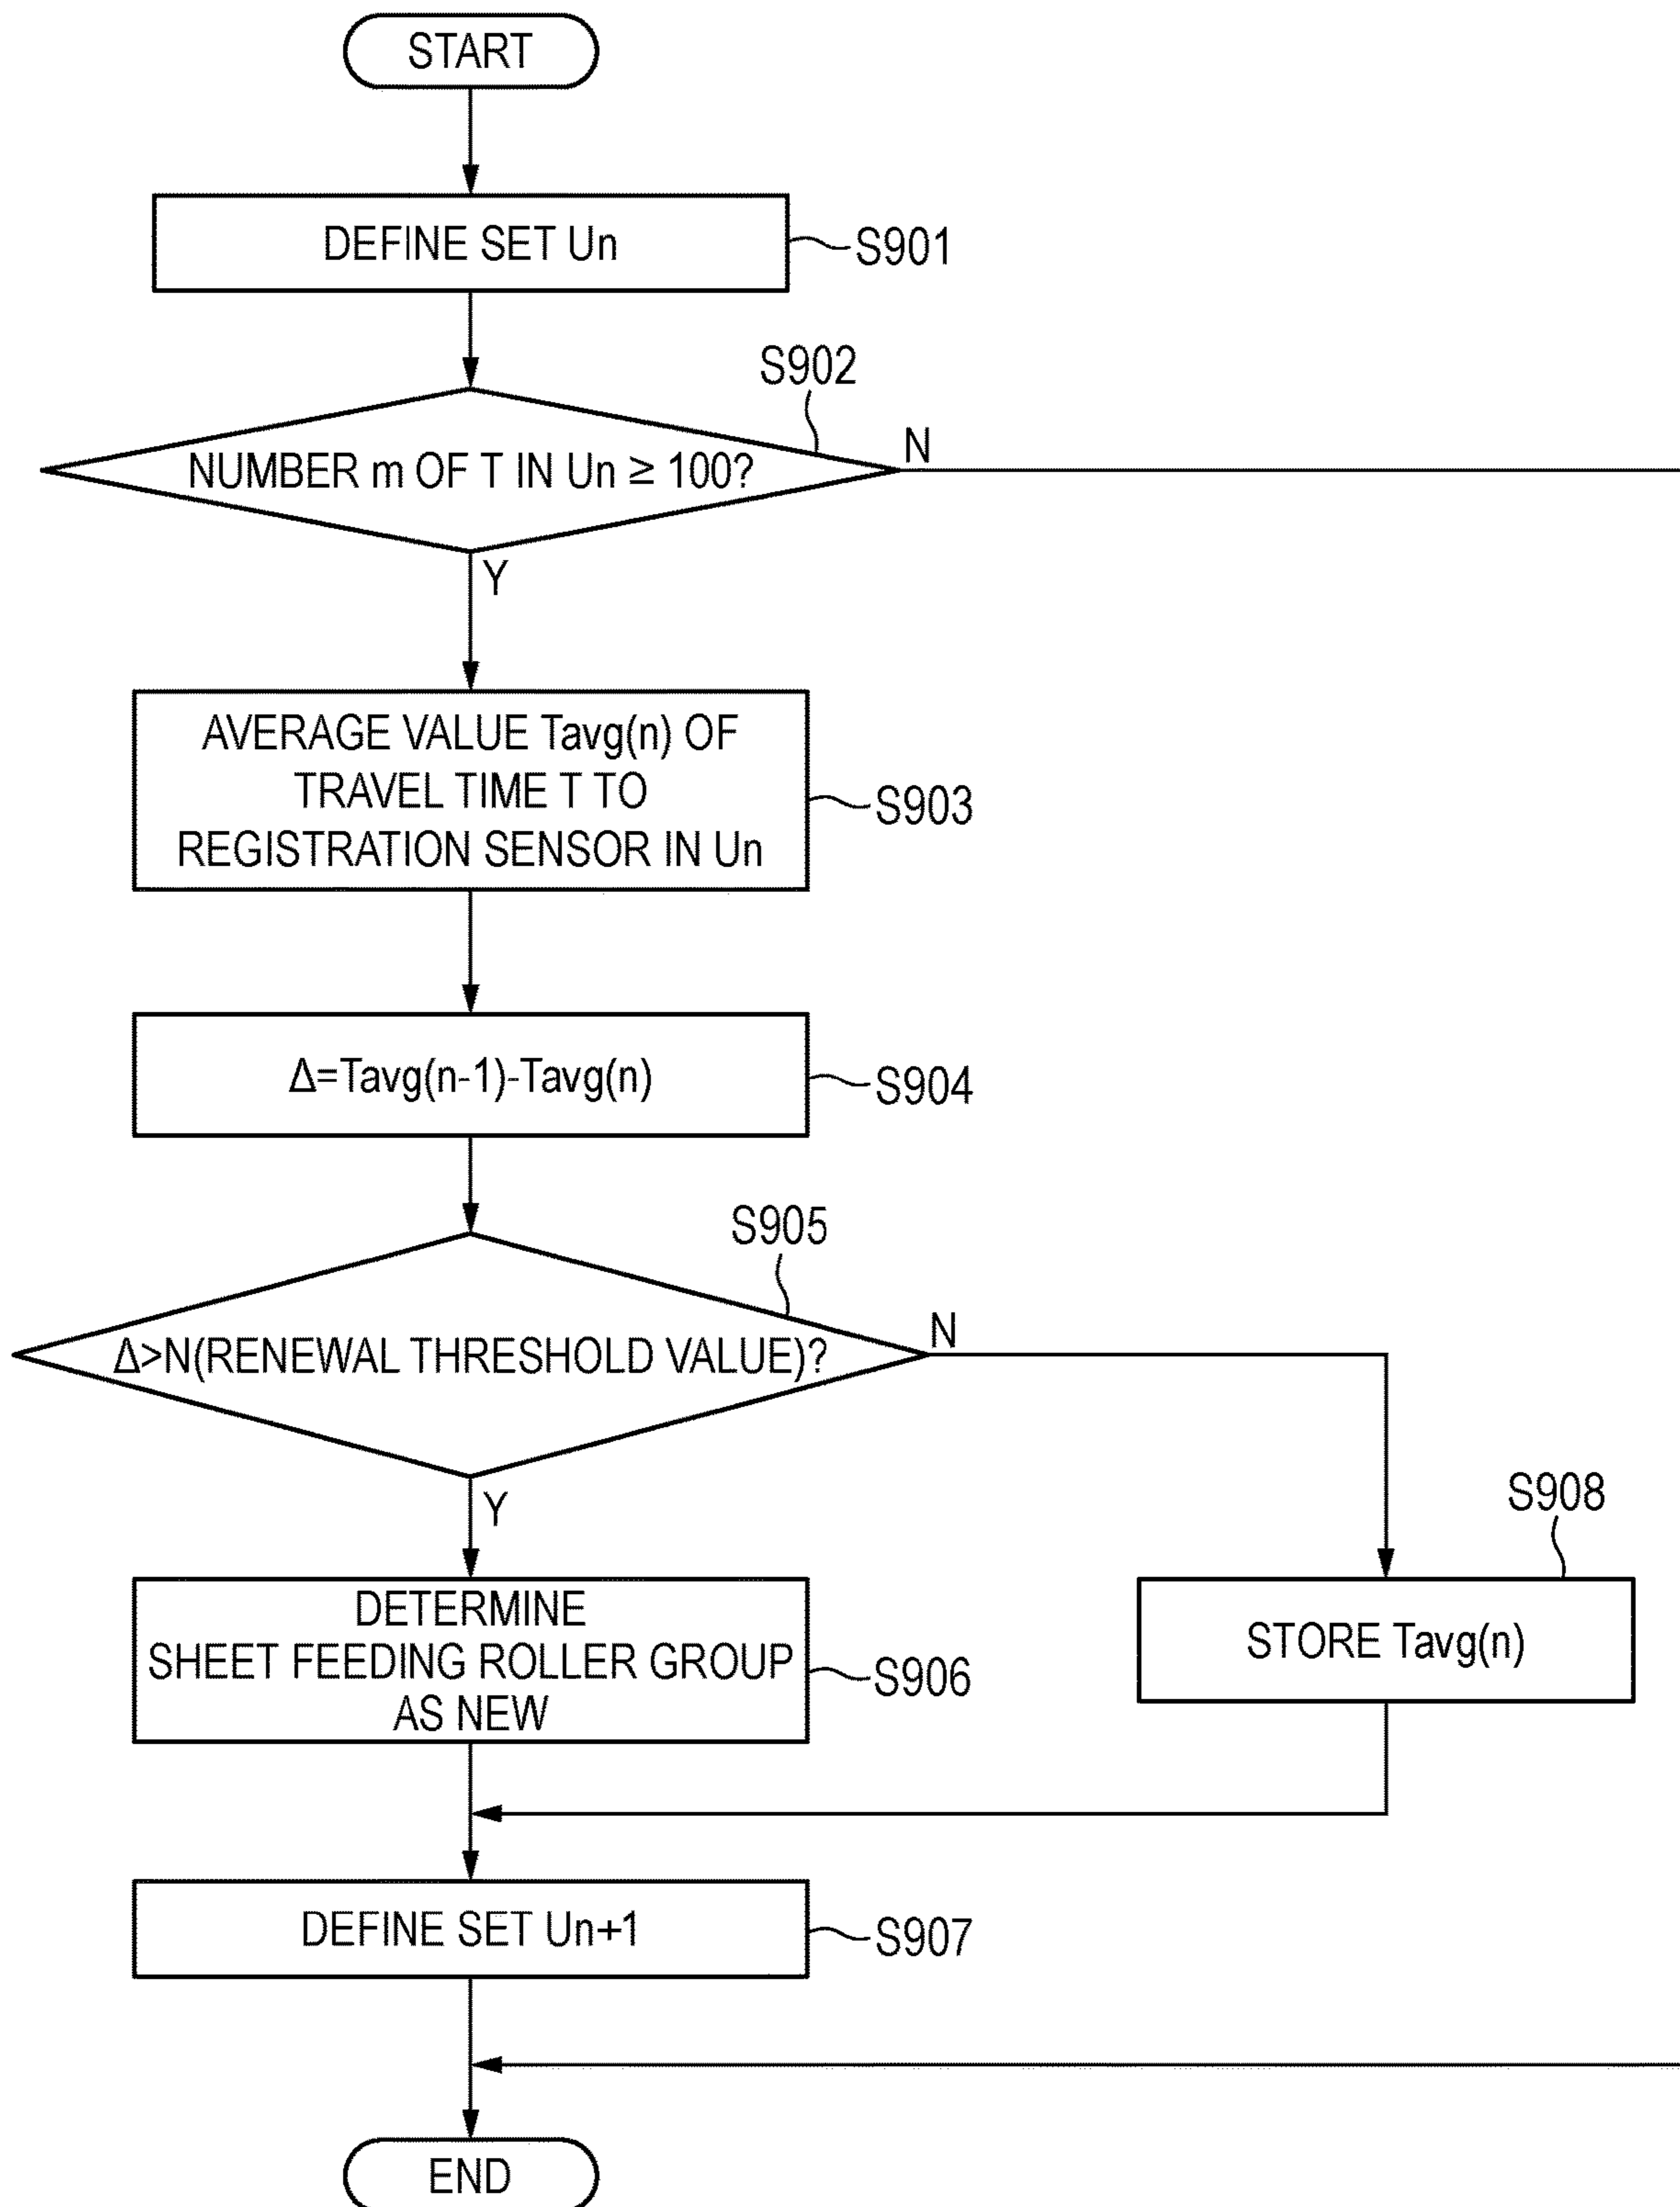 START
DEFINE SET Un
S901
S902
NUMBER m OF T IN Un ≥ 100?
N
Y
AVERAGE VALUE Tavg(n) OF
TRAVEL TIME T TO
REGISTRATION SENSOR IN Un
S903
Δ=Tavg(n-1)-Tavg(n)
S904
S905
Δ>N(RENEWAL THRESHOLD VALUE)?
N
Y
DETERMINE
SHEET FEEDING ROLLER GROUP
AS NEW
S906
S908
STORE Tavg(n)
DEFINE SET Un+1
S907
END